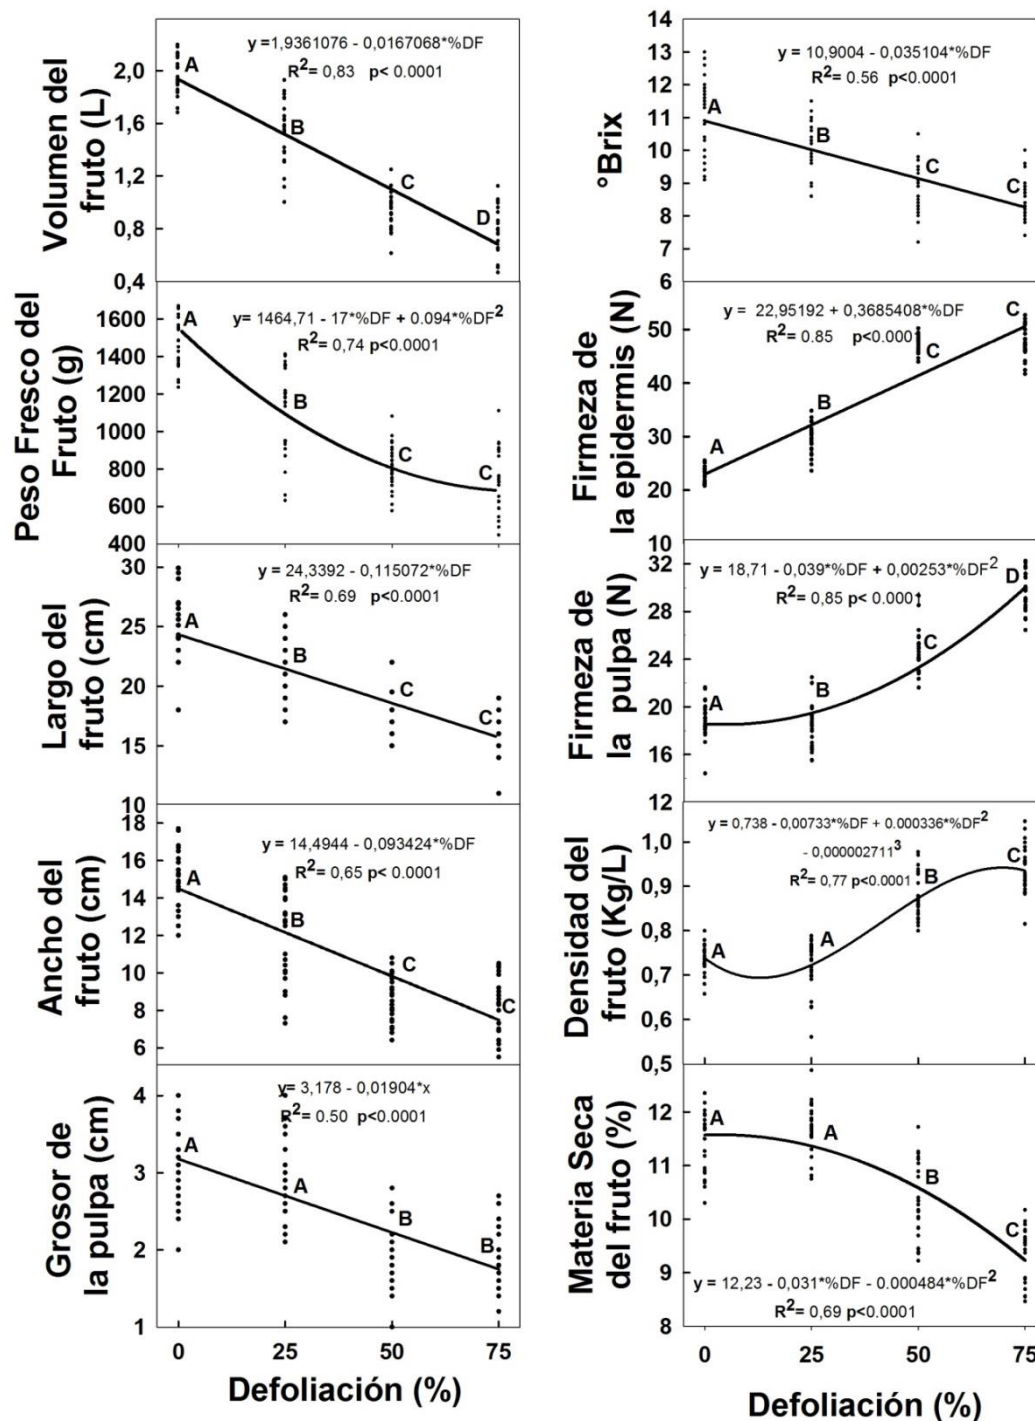 Volumen del
fruto (L)
2,0
1,6
1,2
0,8
0,4
y =1,9361076 - 0,0167068*%DF
R2= 0,83 p< 0.0001
A
B
C
D
Peso Fresco del
Fruto (g)
1600
1400
1200
1000
800
600
400
y= 1464,71 - 17*%DF + 0.094*%DF2
R2= 0,74 p<0.0001
A
B
C
C
Largo del
fruto (cm)
30
25
20
15
10
y = 24,3392 - 0,115072*%DF
R2= 0.69 p<0.0001
A
B
C
C
Ancho del
fruto (cm)
18
16
14
12
10
8
6
y = 14,4944 - 0,093424*%DF
R2= 0,65 p< 0.0001
A
B
C
C
Grosor de
la pulpa (cm)
4
3
2
1
y= 3,178 - 0,01904*x
R2= 0.50 p<0.0001
A
A
B
B
0 25 50 75
Defoliación (%)
°Brix
14
13
12
11
10
9
8
7
6
y = 10,9004 - 0,035104*%DF
R2= 0.56 p<0.0001
A
B
C
C
Firmeza de
la epidermis (N)
50
40
30
20
10
y = 22,95192 + 0,3685408*%DF
R2= 0.85 p<0.0001
A
B
C
C
Firmeza de
la pulpa (N)
32
28
24
20
16
12
y = 18,71 - 0,039*%DF + 0,00253*%DF2
R2= 0,85 p< 0.0001
A
B
C
D
Densidad del
fruto (Kg/L)
1,0
0,9
0,8
0,7
0,6
0,5
y = 0,738 - 0,00733*%DF + 0.000336*%DF2
- 0,0000027113
R2= 0,77 p<0.0001
A
A
B
C
Materia Seca
del fruto (%)
12
11
10
9
8
A
A
B
C
y = 12,23 - 0,031*%DF - 0.000484*%DF2
R2= 0,69 p<0.0001
0 25 50 75
Defoliación (%)